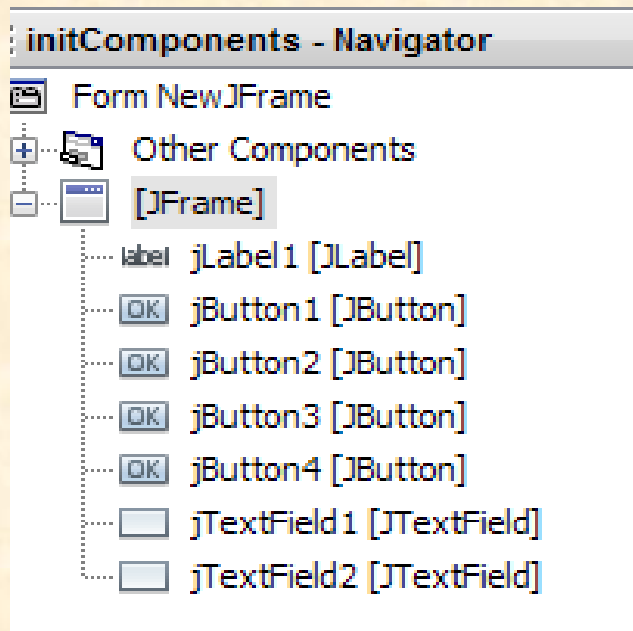 initComponents - Navigator
Form NewJFrame
Other Components
[JFrame]
label jLabel1 [JLabel]
OK jButton1 [JButton]
OK jButton2 [JButton]
OK jButton3 [JButton]
OK jButton4 [JButton]
jTextField1 [JTextField]
jTextField2 [JTextField]